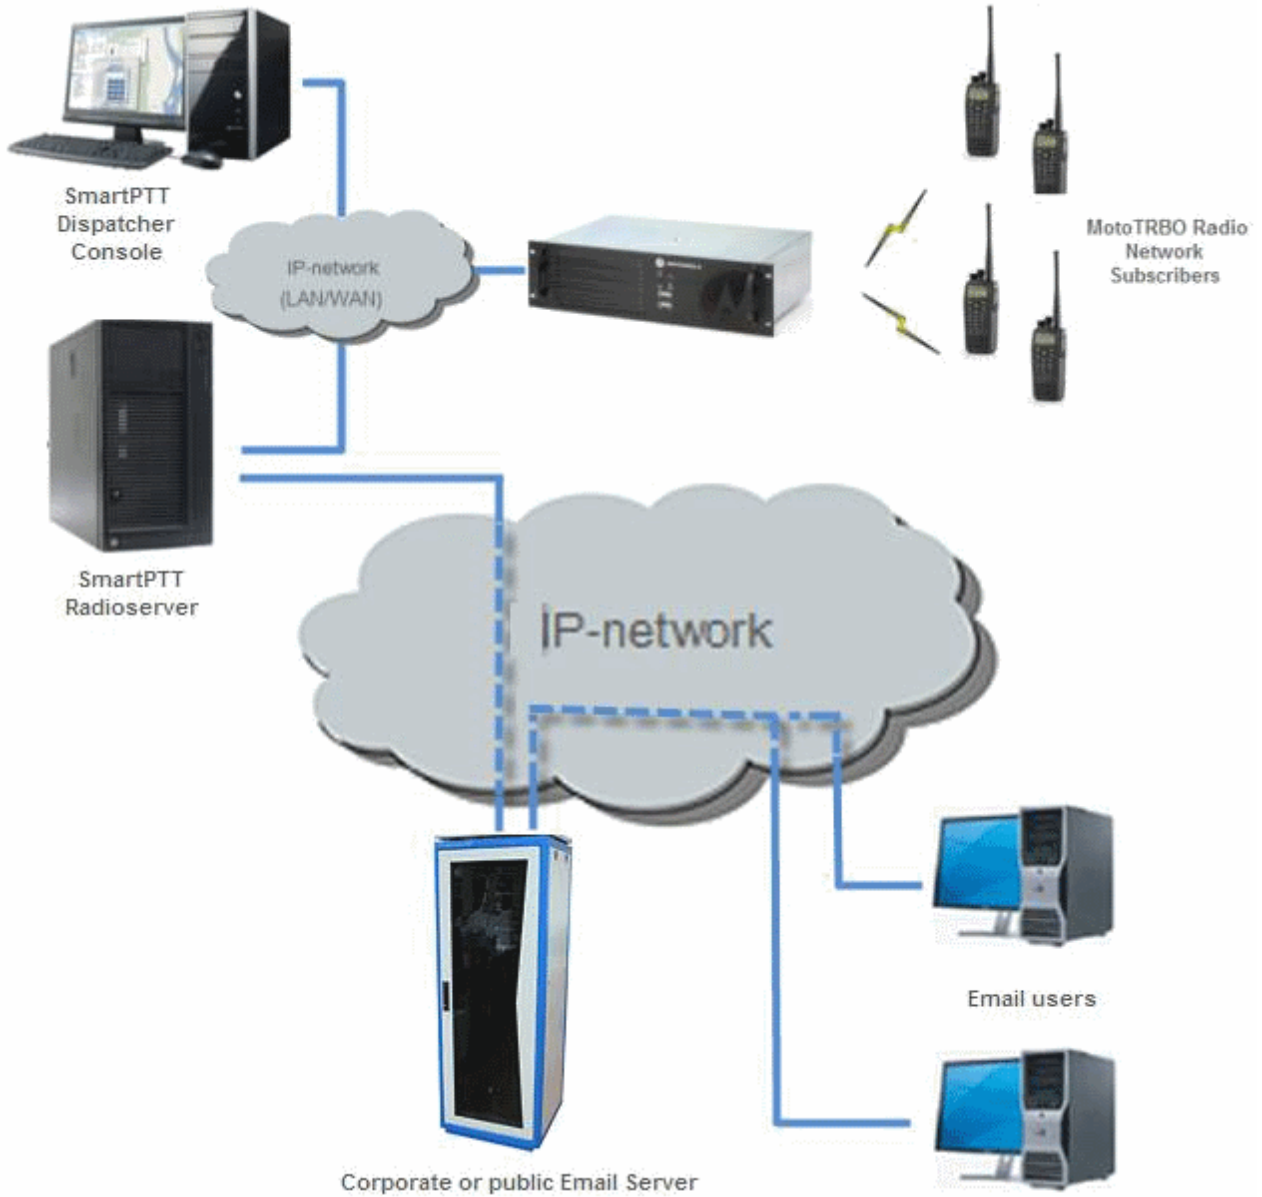 SmartPTT
Dispatcher
Console
IP-network
(LAN/WAN)
MotoTRBO Radio
Network
Subscribers
SmartPTT
Radioserver
IP-network
Email users
Corporate or public Email Server